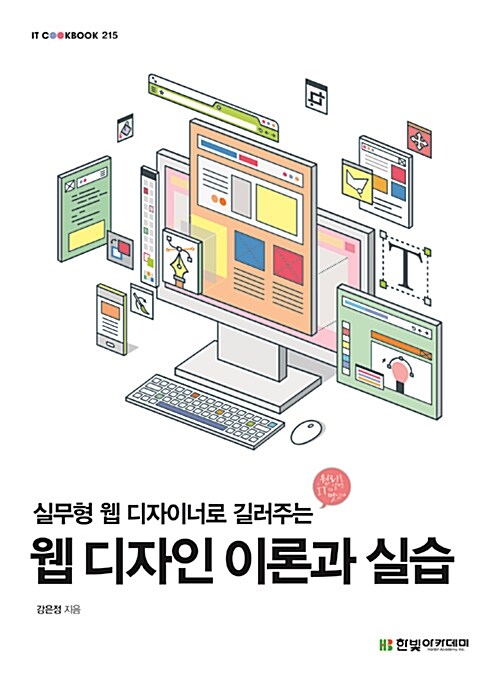 IT COOKBOOK 215
T
실무형 웹 디자이너로 길러주는
웹 디자인 이론과 실습
강은정 지음
HB 한빛아카데미